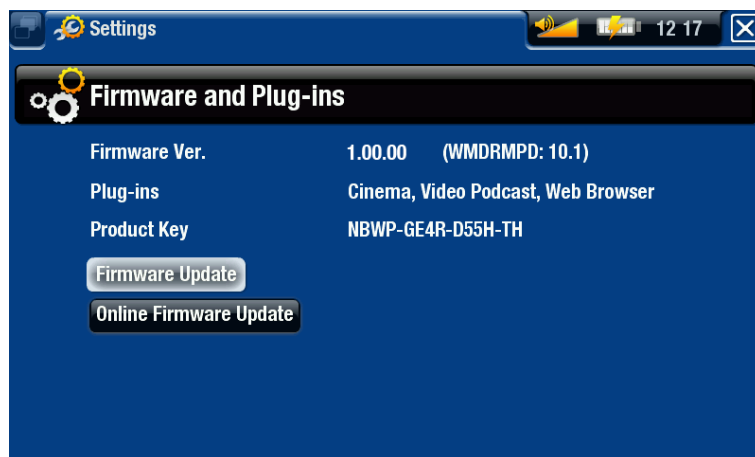 Settings
12 17
Firmware and Plug-ins
Firmware Ver. 1.00.00 (WMDRMPD: 10.1)
Plug-ins Cinema, Video Podcast, Web Browser
Product Key NBWP-GE4R-D55H-TH
Firmware Update
Online Firmware Update